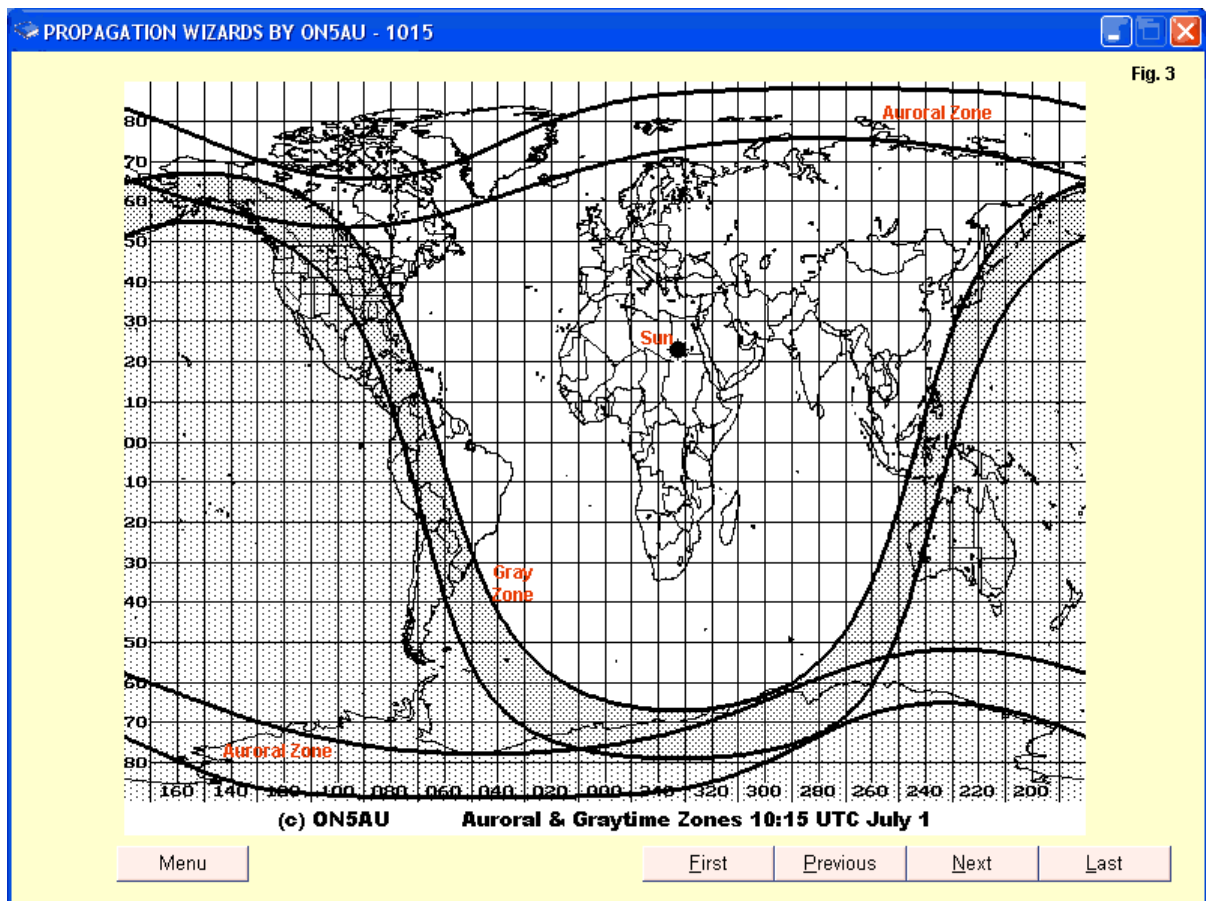 PROPAGATION WIZARDS BY ON5AU - 1015
Fig. 3
Auroral Zone
80
70
60
50
40
30
Sun
20
10
00
10
20
30
Gray
Zone
40
50
60
70
Auroral Zone
80
160 140 120 100 080 060 040 020 000 340 320 300 280 260 240 220 200
(c) ON5AU Auroral & Graytime Zones 10:15 UTC July 1
Menu First Previous Next Last